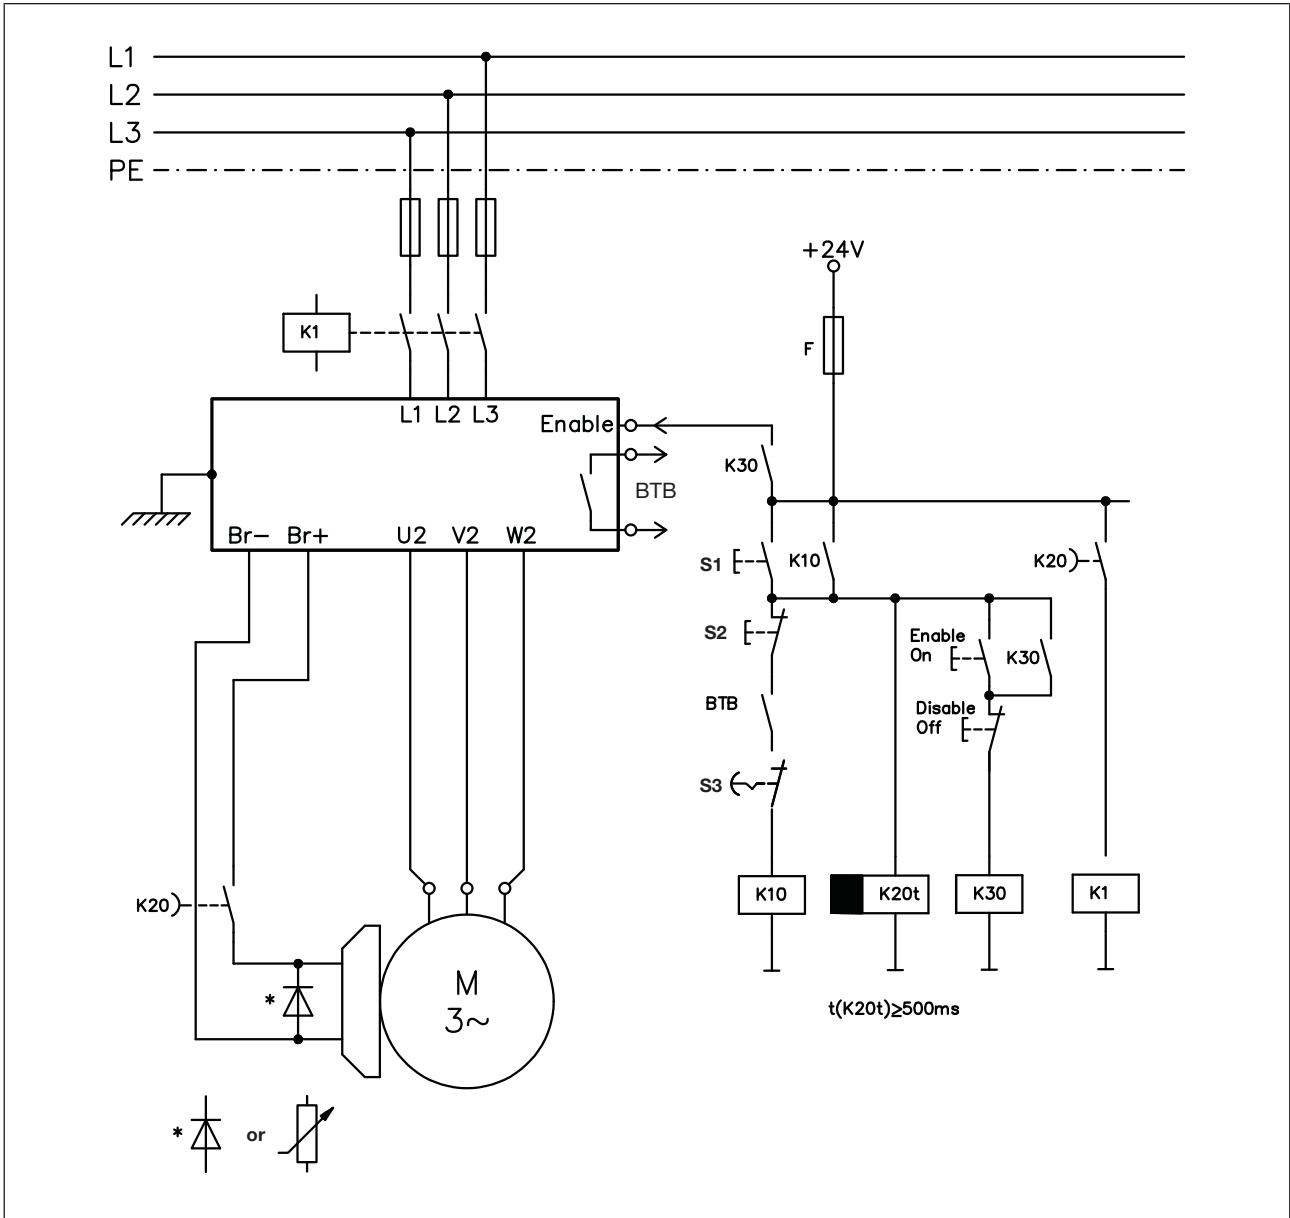 L1
L2
L3
PE
+24V
F
K1
L1 L2 L3
Enable
K30
BTB
Br- Br+ U2 V2 W2
S1
K10
K20
S2
Enable
On
K30
BTB
Disable
Off
S3
K10
K20t
K30
K1
K20
M
3~
*
t(K20t)≥500ms
* or